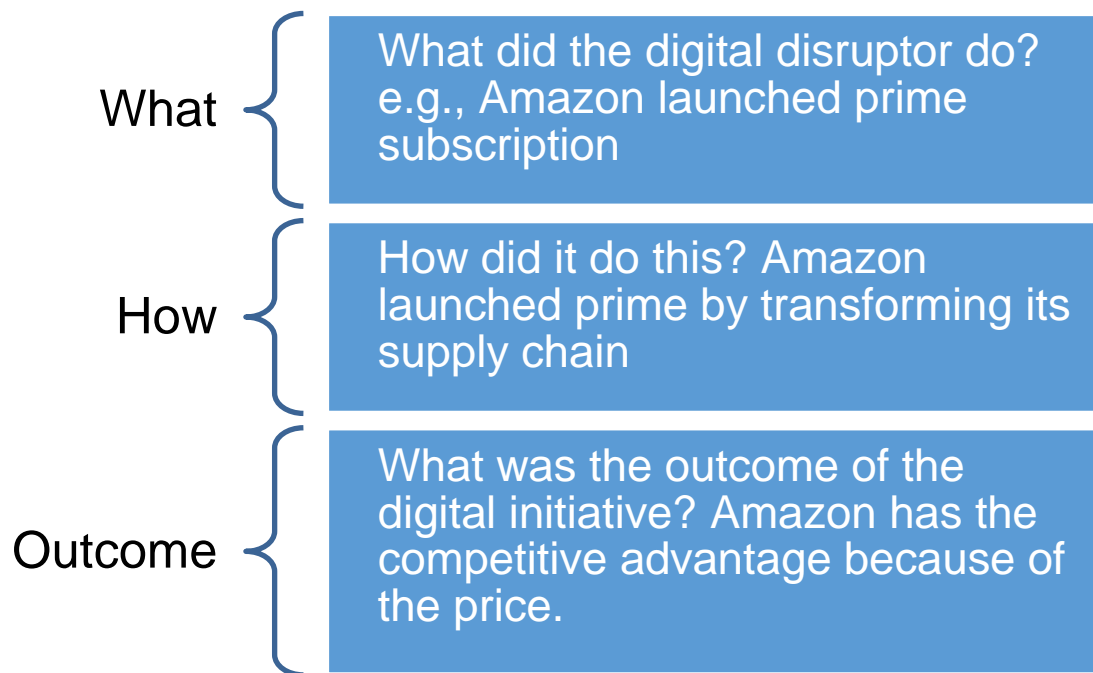 What
What did the digital disruptor do?
e.g., Amazon launched prime
subscription
How
How did it do this? Amazon
launched prime by transforming its
supply chain
Outcome
What was the outcome of the
digital initiative? Amazon has the
competitive advantage because of
the price.